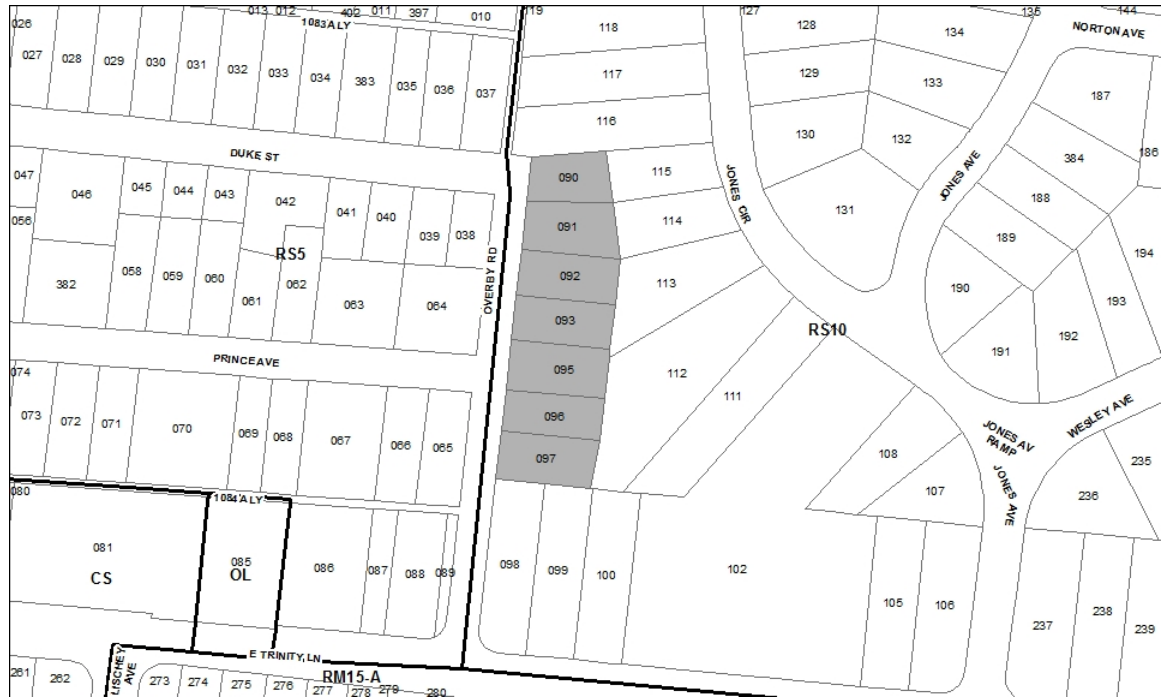 013 012 402 011 397 010 119 127 135 144
026 1083 ALY 118 128 134 NORTON AVE
027 028 029 030 031 032 033 034 383 035 036 037
117 129 133 187
116 130 132 384 186
DUKE ST
047 046 045 044 043 042 041 040 039 038
090 115 JONES CIR 131 JONES AVE 188
056 091 114 189 194
382 058 059 060 RS5 061 062 063 064 OVERBY RD
092 113 190 193
093 RS10 192
PRINCE AVE
074 095 112 111 191
073 072 071 070 069 068 067 066 065 096
JONES AV
RAMP
WESLEY AVE
097 108 107 JONES AVE 236 235
080 1084 ALY
081 085 086 087 088 089 098 099 100 102 105 106 237 238 239
CS OL
E TRINITY LN
261 262 LISCHEY
AVE
273 274 275 276 277 278 279 280
RM15-A